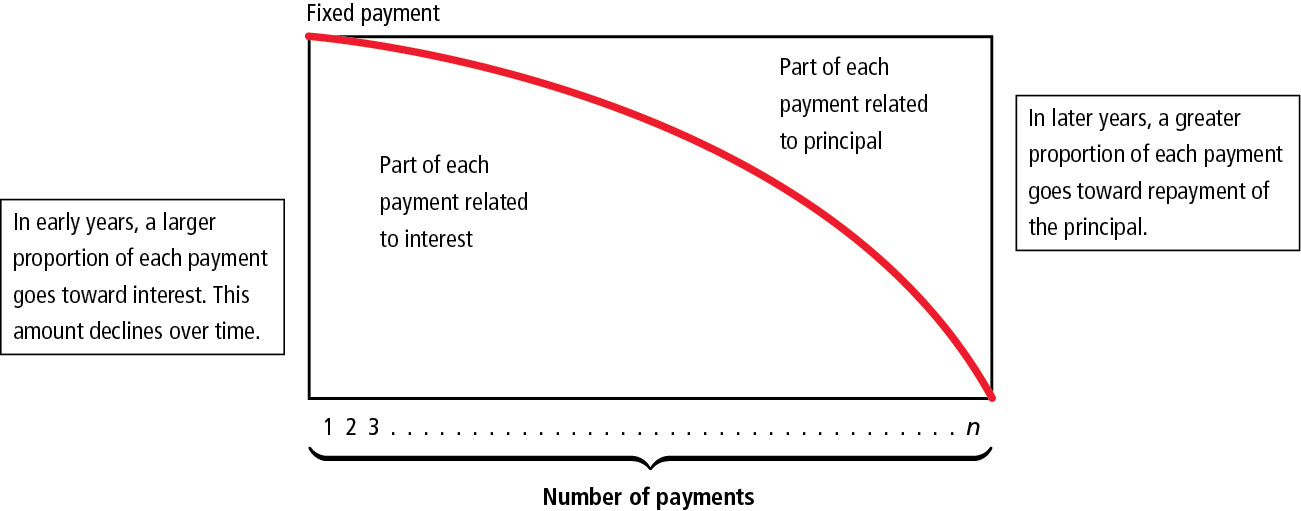 Fixed payment
Part of each
payment related
to principal
In later years, a greater
proportion of each payment
goes toward repayment of
the principal.
Part of each
payment related
to interest
In early years, a larger
proportion of each payment
goes toward interest. This
amount declines over time.
1 2 3 . . . . . . . . . . . . . . . . . . . . . . . . . . . . . . . . . . . n
Number of payments